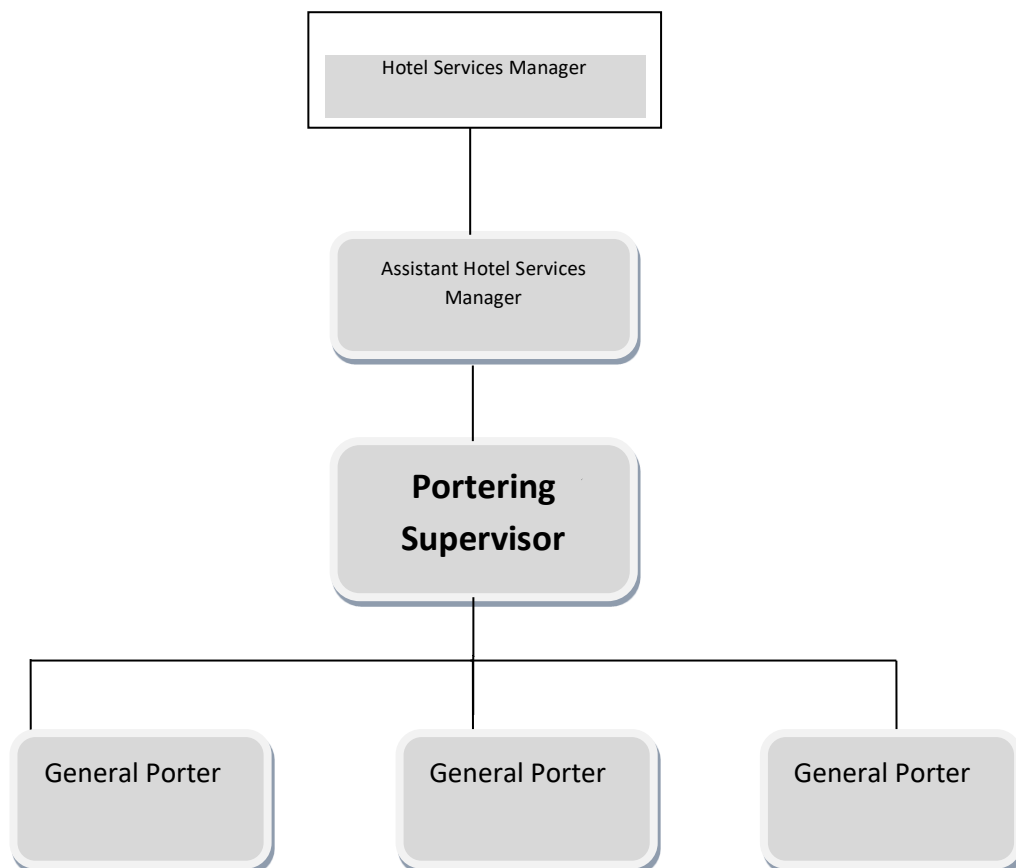 Hotel Services Manager
Assistant Hotel Services
Manager
Portering
Supervisor
General Porter
General Porter
General Porter